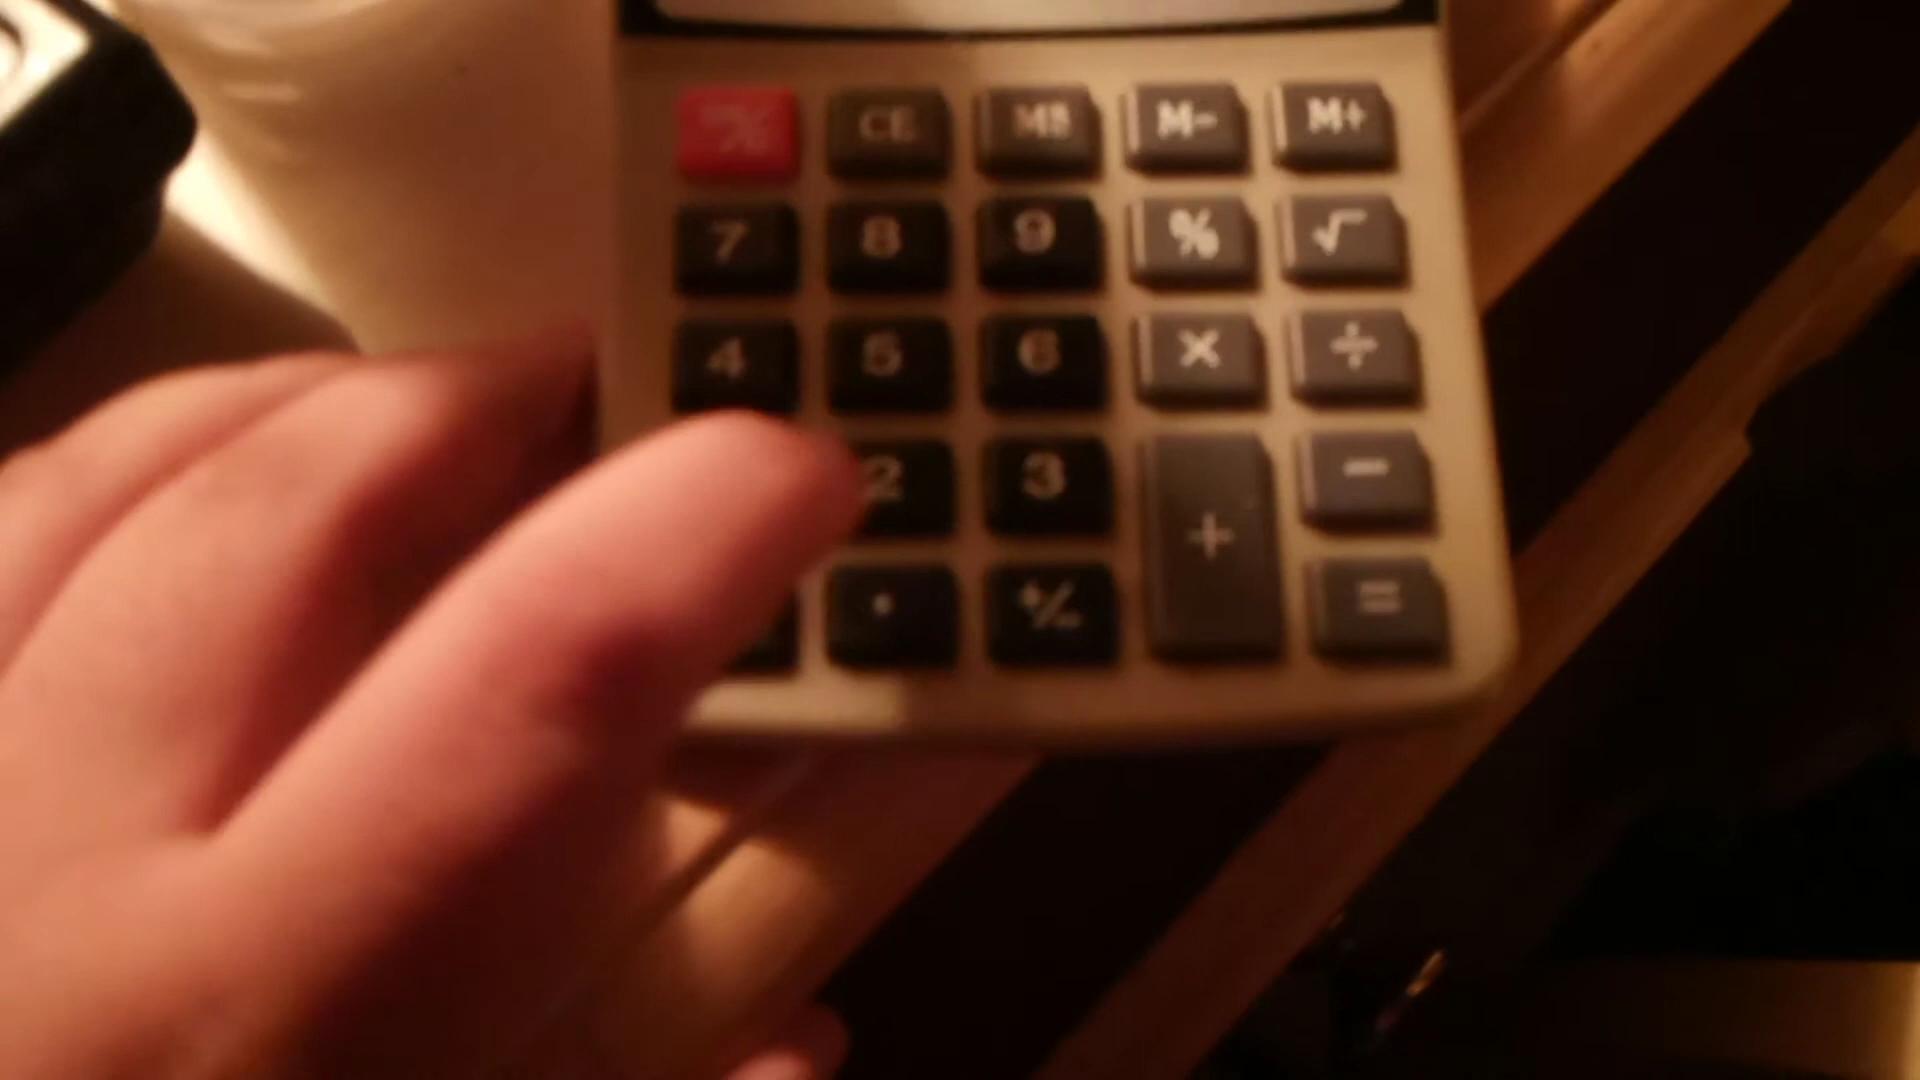 CE M- M+
7 8 9 % √
4 5 6 × ÷
2 3 + −
. +/− =